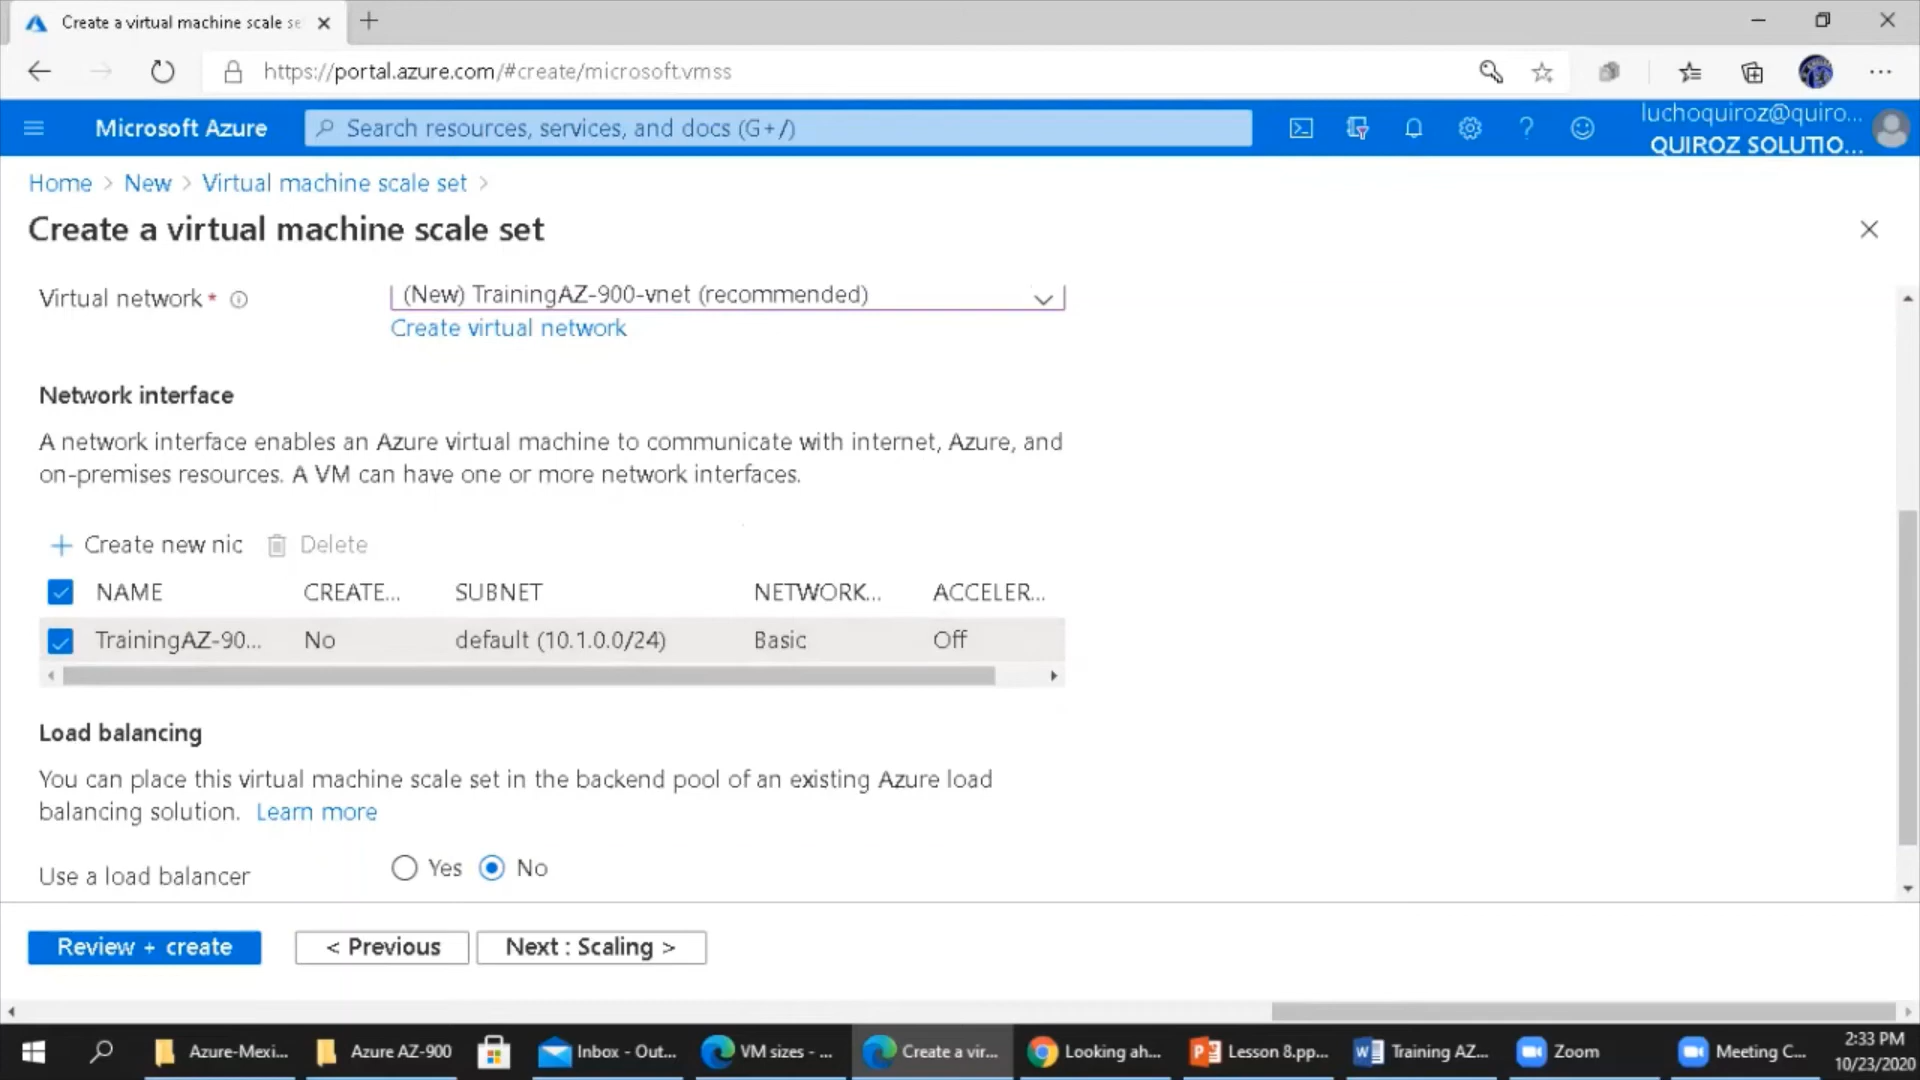 Create a virtual machine scale se
https://portal.azure.com/#create/microsoft.vmss
Microsoft Azure
Search resources, services, and docs (G+/)
luchoquiroz@quiro...
QUIROZ SOLUTIO...
Home > New > Virtual machine scale set >
Create a virtual machine scale set
Virtual network *
(New) TrainingAZ-900-vnet (recommended)
Create virtual network
Network interface
A network interface enables an Azure virtual machine to communicate with internet, Azure, and
on-premises resources. A VM can have one or more network interfaces.
+ Create new nic Delete
NAME CREATE... SUBNET NETWORK... ACCELER...
TrainingAZ-90... No default (10.1.0.0/24) Basic Off
Load balancing
You can place this virtual machine scale set in the backend pool of an existing Azure load
balancing solution. Learn more
Use a load balancer Yes No
Review + create < Previous Next : Scaling >
Azure-Mexi... Azure AZ-900 Inbox - Out... VM sizes - ... Create a vir... Looking ah... Lesson 8.pp... Training AZ... Zoom Meeting C... 2:33 PM
10/23/2020